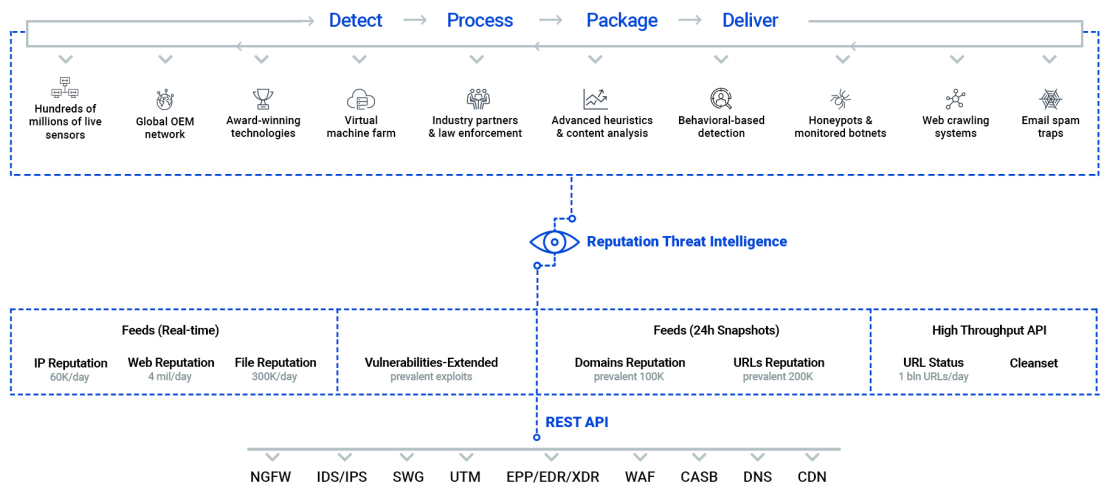 Detect
Process
Package
Deliver
Hundreds of
millions of live
sensors
Global OEM
network
Award-winning
technologies
Virtual
machine farm
Industry partners
& law enforcement
Advanced heuristics
& content analysis
Behavioral-based
detection
Honeypots &
monitored botnets
Web crawling
systems
Email spam
traps
Reputation Threat Intelligence
Feeds (Real-time)
IP Reputation
60K/day
Web Reputation
4 mil/day
File Reputation
300K/day
Vulnerabilities-Extended
prevalent exploits
Feeds (24h Snapshots)
Domains Reputation
prevalent 100K
URLs Reputation
prevalent 200K
High Throughput API
URL Status
1 bln URLs/day
Cleanset
REST API
NGFW
IDS/IPS
SWG
UTM
EPP/EDR/XDR
WAF
CASB
DNS
CDN